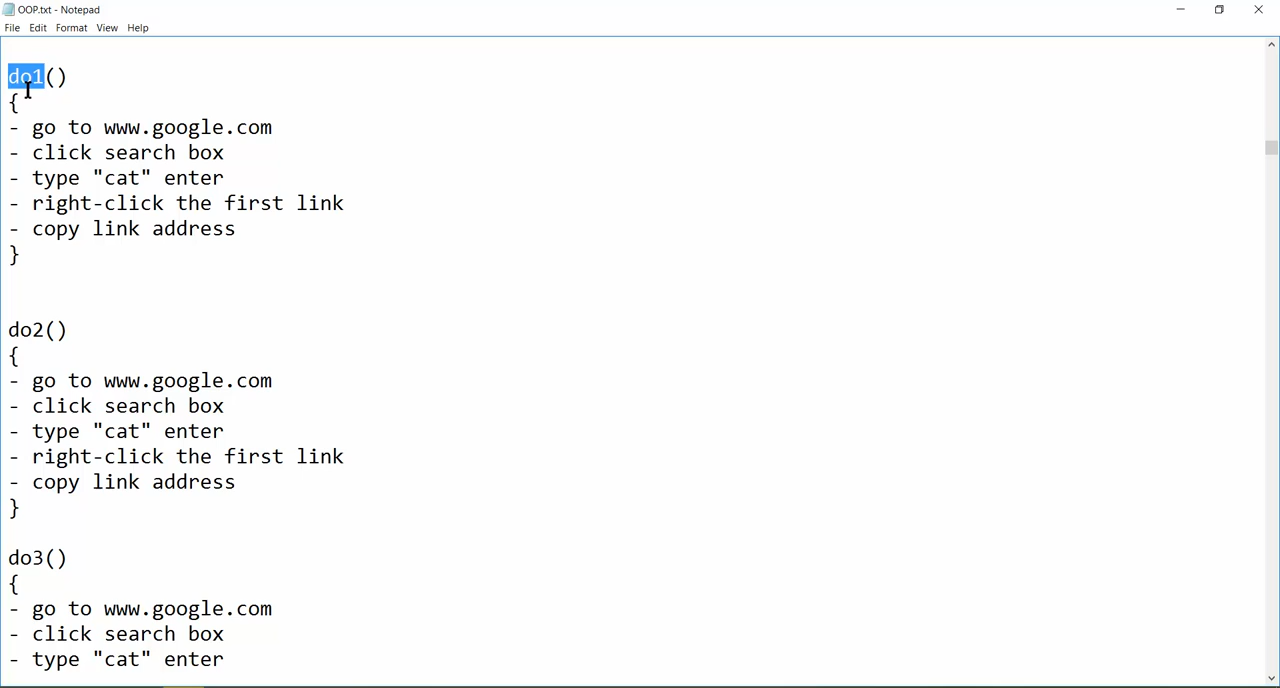 OOP.txt - Notepad
File Edit Format View Help
do1()
{
- go to www.google.com
- click search box
- type "cat" enter
- right-click the first link
- copy link address
}
do2()
{
- go to www.google.com
- click search box
- type "cat" enter
- right-click the first link
- copy link address
}
do3()
{
- go to www.google.com
- click search box
- type "cat" enter